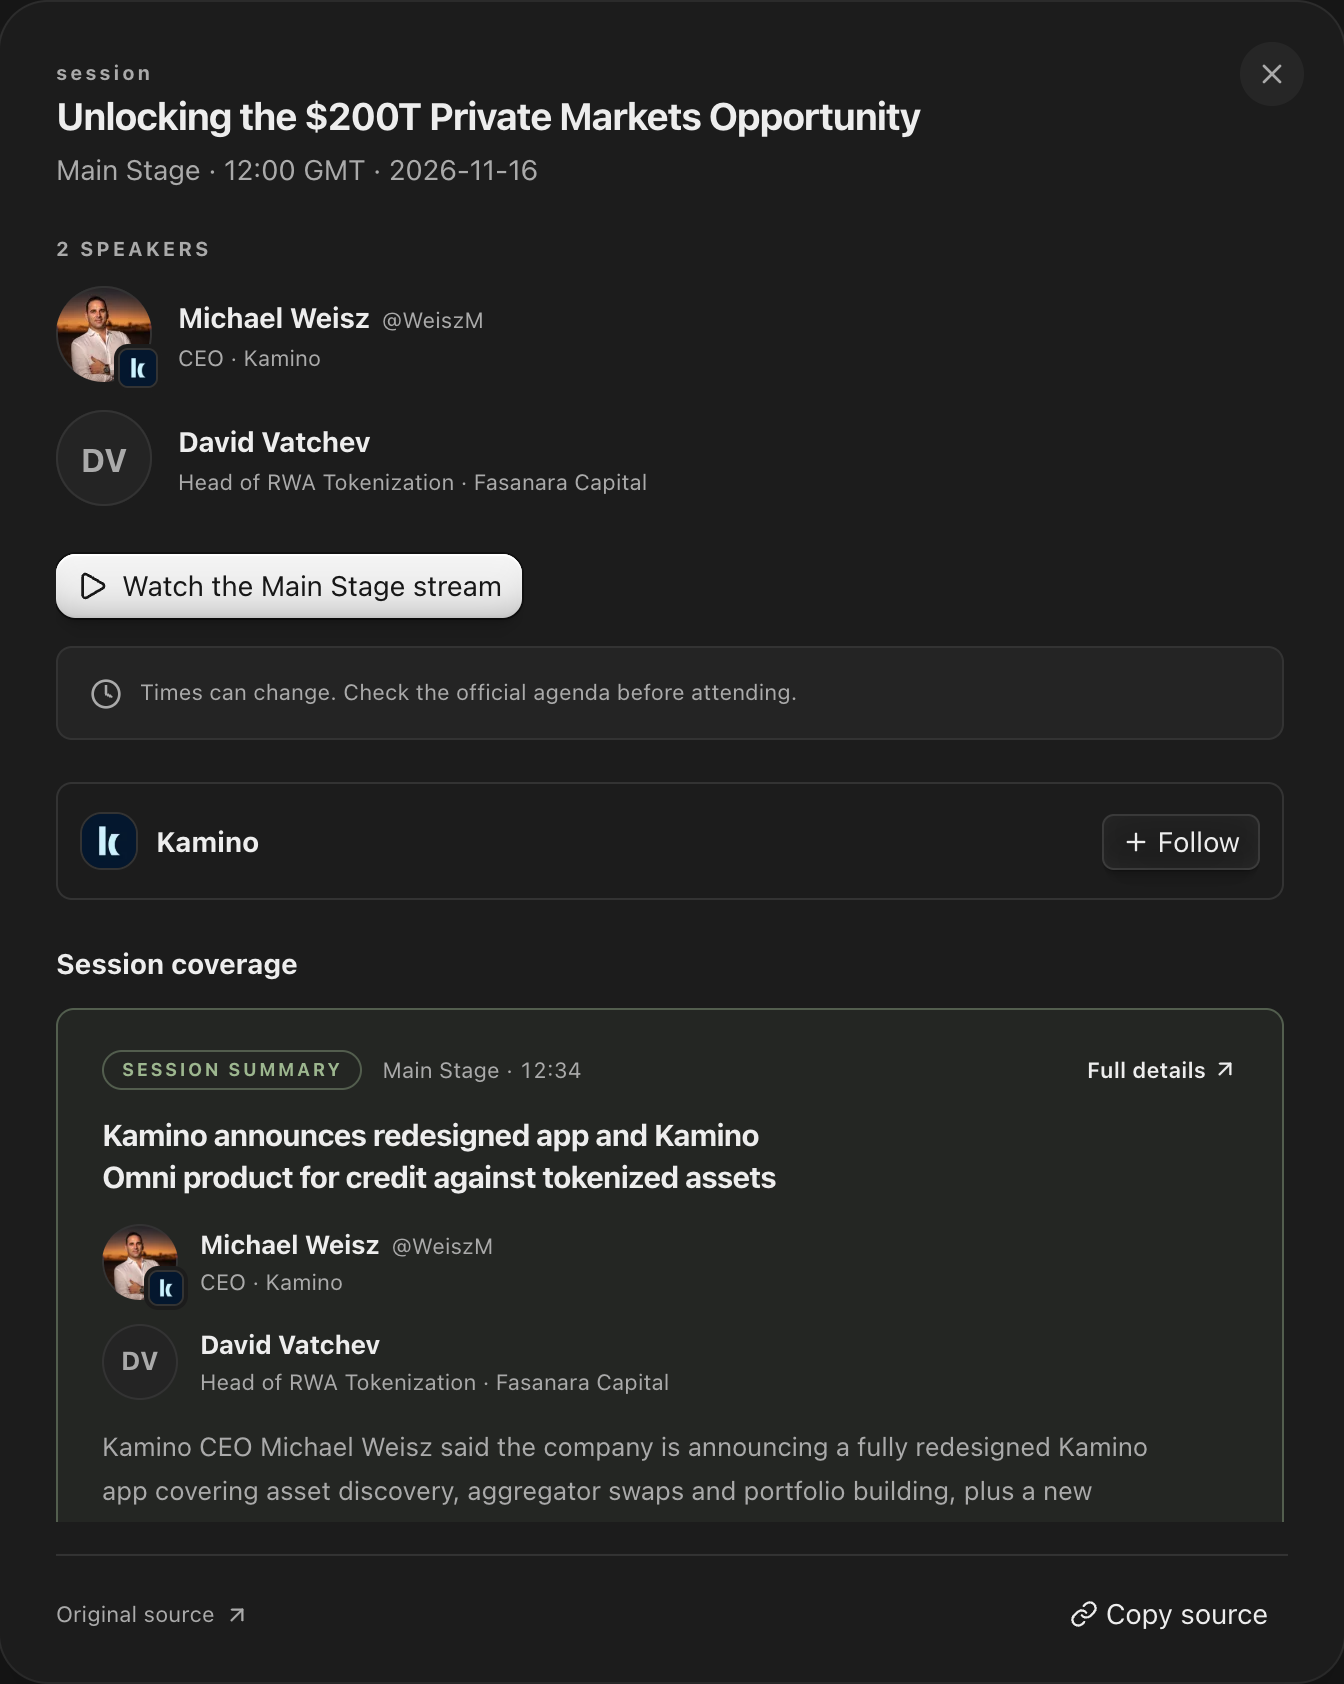 session
Unlocking the $200T Private Markets Opportunity
Main Stage · 12:00 GMT · 2026-11-16
2 SPEAKERS
Michael Weisz @WeiszM
CEO · Kamino
DV
David Vatchev
Head of RWA Tokenization · Fasanara Capital
Watch the Main Stage stream
Times can change. Check the official agenda before attending.
Kamino
+ Follow
Session coverage
SESSION SUMMARY Main Stage · 12:34 Full details ↗
Kamino announces redesigned app and Kamino
Omni product for credit against tokenized assets
Michael Weisz @WeiszM
CEO · Kamino
DV
David Vatchev
Head of RWA Tokenization · Fasanara Capital
Kamino CEO Michael Weisz said the company is announcing a fully redesigned Kamino
app covering asset discovery, aggregator swaps and portfolio building, plus a new
Original source ↗ Copy source